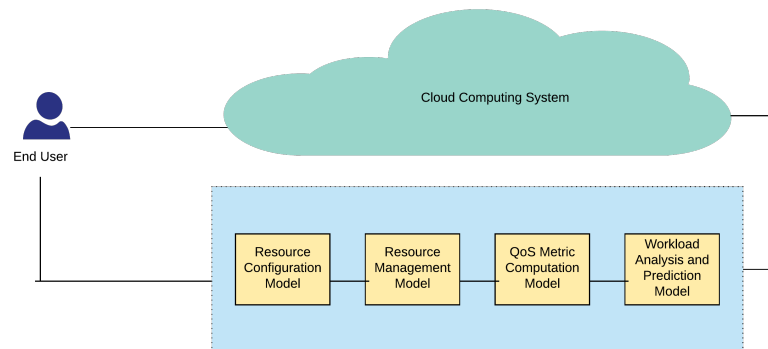 Cloud Computing System
End User
Resource
Configuration
Model
Resource
Management
Model
QoS Metric
Computation
Model
Workload
Analysis and
Prediction
Model